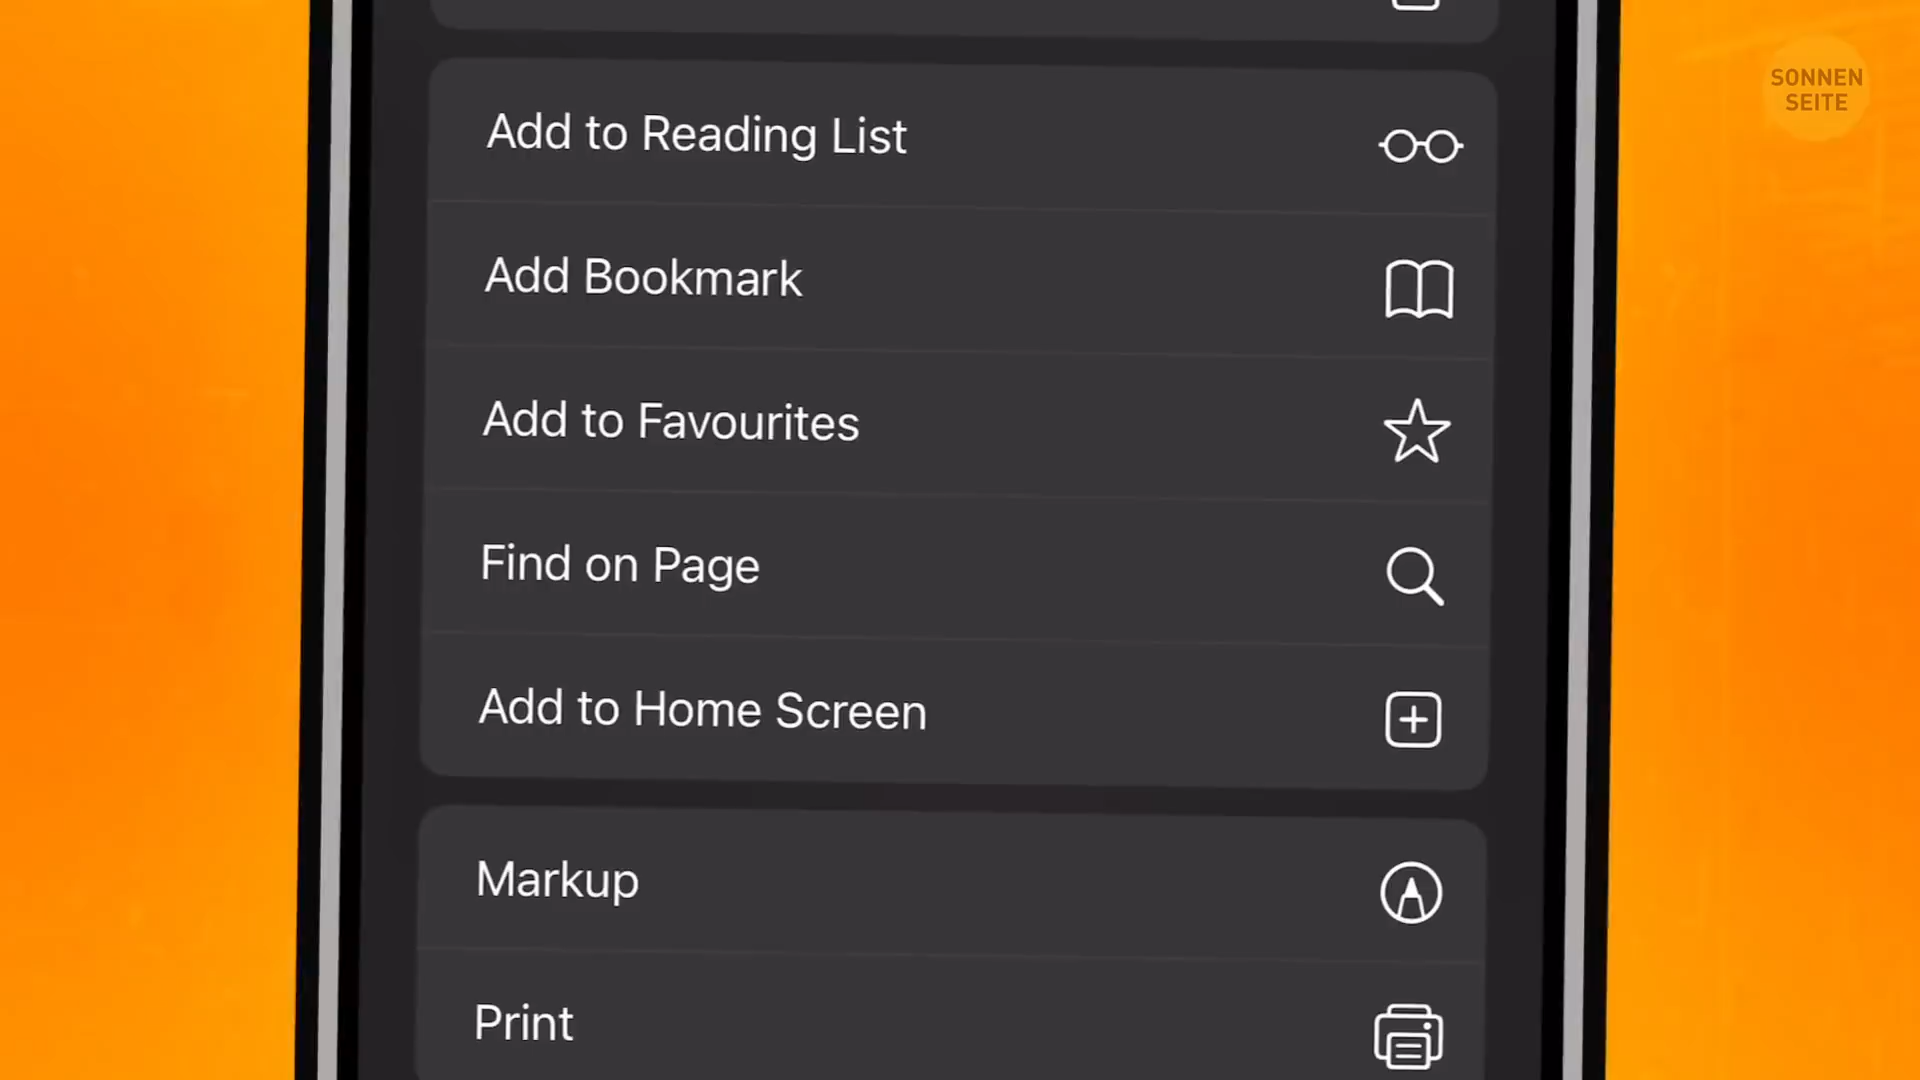 SONNEN
SEITE
Add to Reading List
Add Bookmark
Add to Favourites
Find on Page
Add to Home Screen
Markup
Print